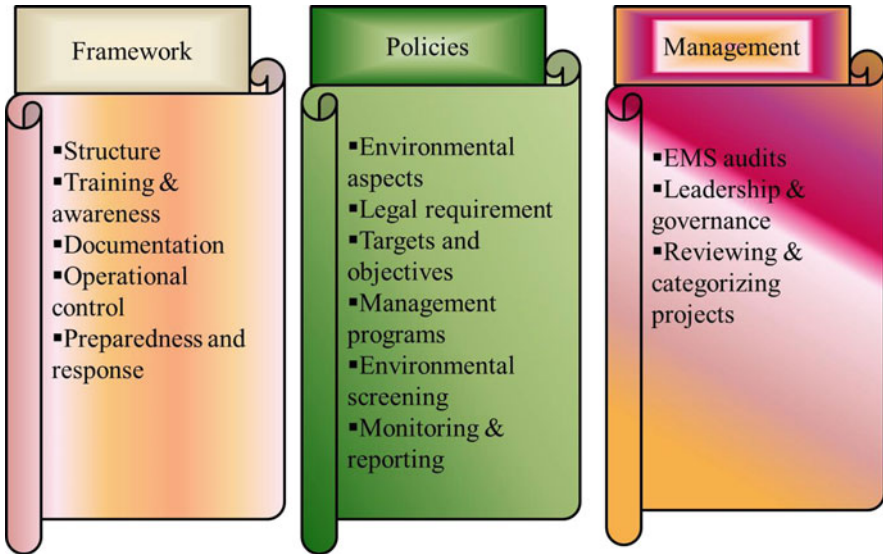 Framework
▪Structure
▪Training &
awareness
▪Documentation
▪Operational
control
▪Preparedness and
response
Policies
▪Environmental
aspects
▪Legal requirement
▪Targets and
objectives
▪Management
programs
▪Environmental
screening
▪Monitoring &
reporting
Management
▪EMS audits
▪Leadership &
governance
▪Reviewing &
categorizing
projects